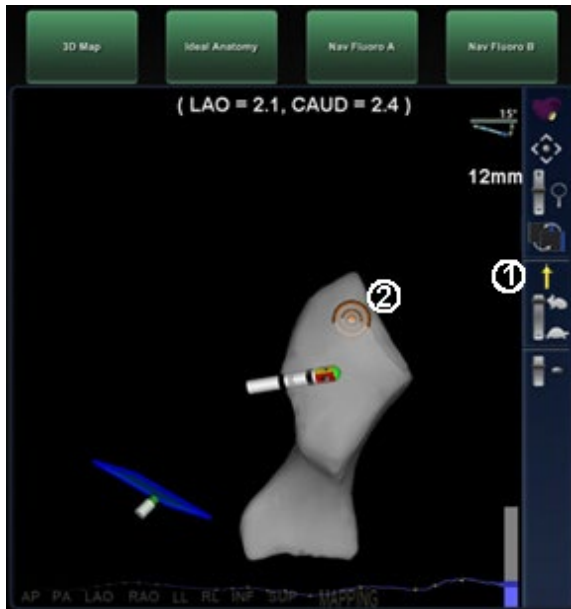 3D Map
Ideal Anatomy
Nav Fluoro A
Nav Fluoro B
( LAO = 2.1, CAUD = 2.4 )
15°
12mm
1
2
AP PA LAO RAO LL RL INF SUP MAPPING